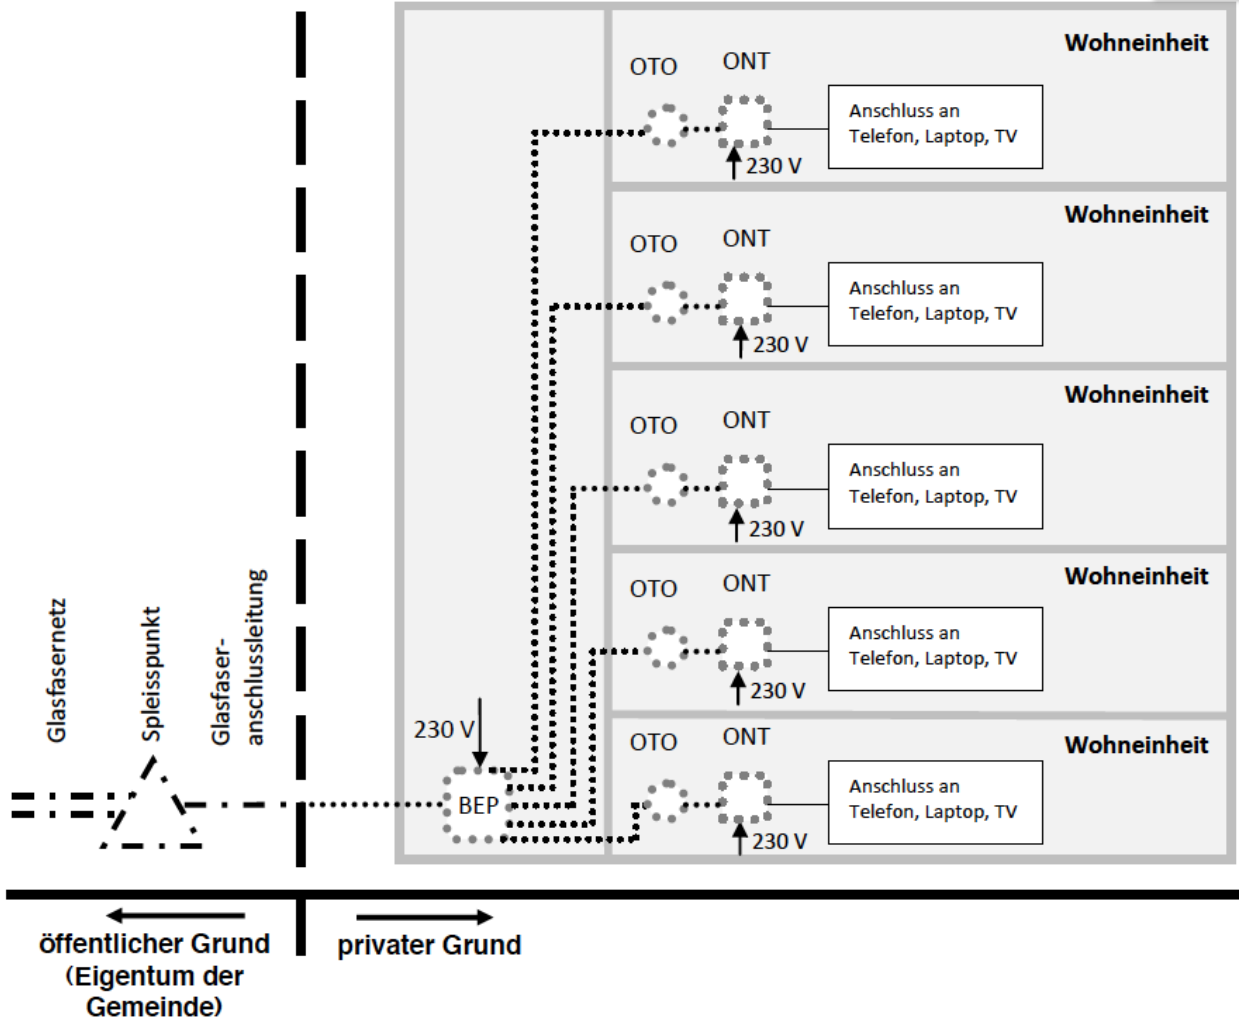 Wohneinheit
OTO
ONT
Anschluss an
Telefon, Laptop, TV
230 V
Wohneinheit
OTO
ONT
Anschluss an
Telefon, Laptop, TV
230 V
Wohneinheit
OTO
ONT
Anschluss an
Telefon, Laptop, TV
230 V
Wohneinheit
OTO
ONT
Anschluss an
Telefon, Laptop, TV
230 V
Wohneinheit
OTO
ONT
Anschluss an
Telefon, Laptop, TV
230 V
Glasfasernetz
Spleisspunkt
Glasfaser-
anschlussleitung
230 V
BEP
öffentlicher Grund
(Eigentum der
Gemeinde)
privater Grund